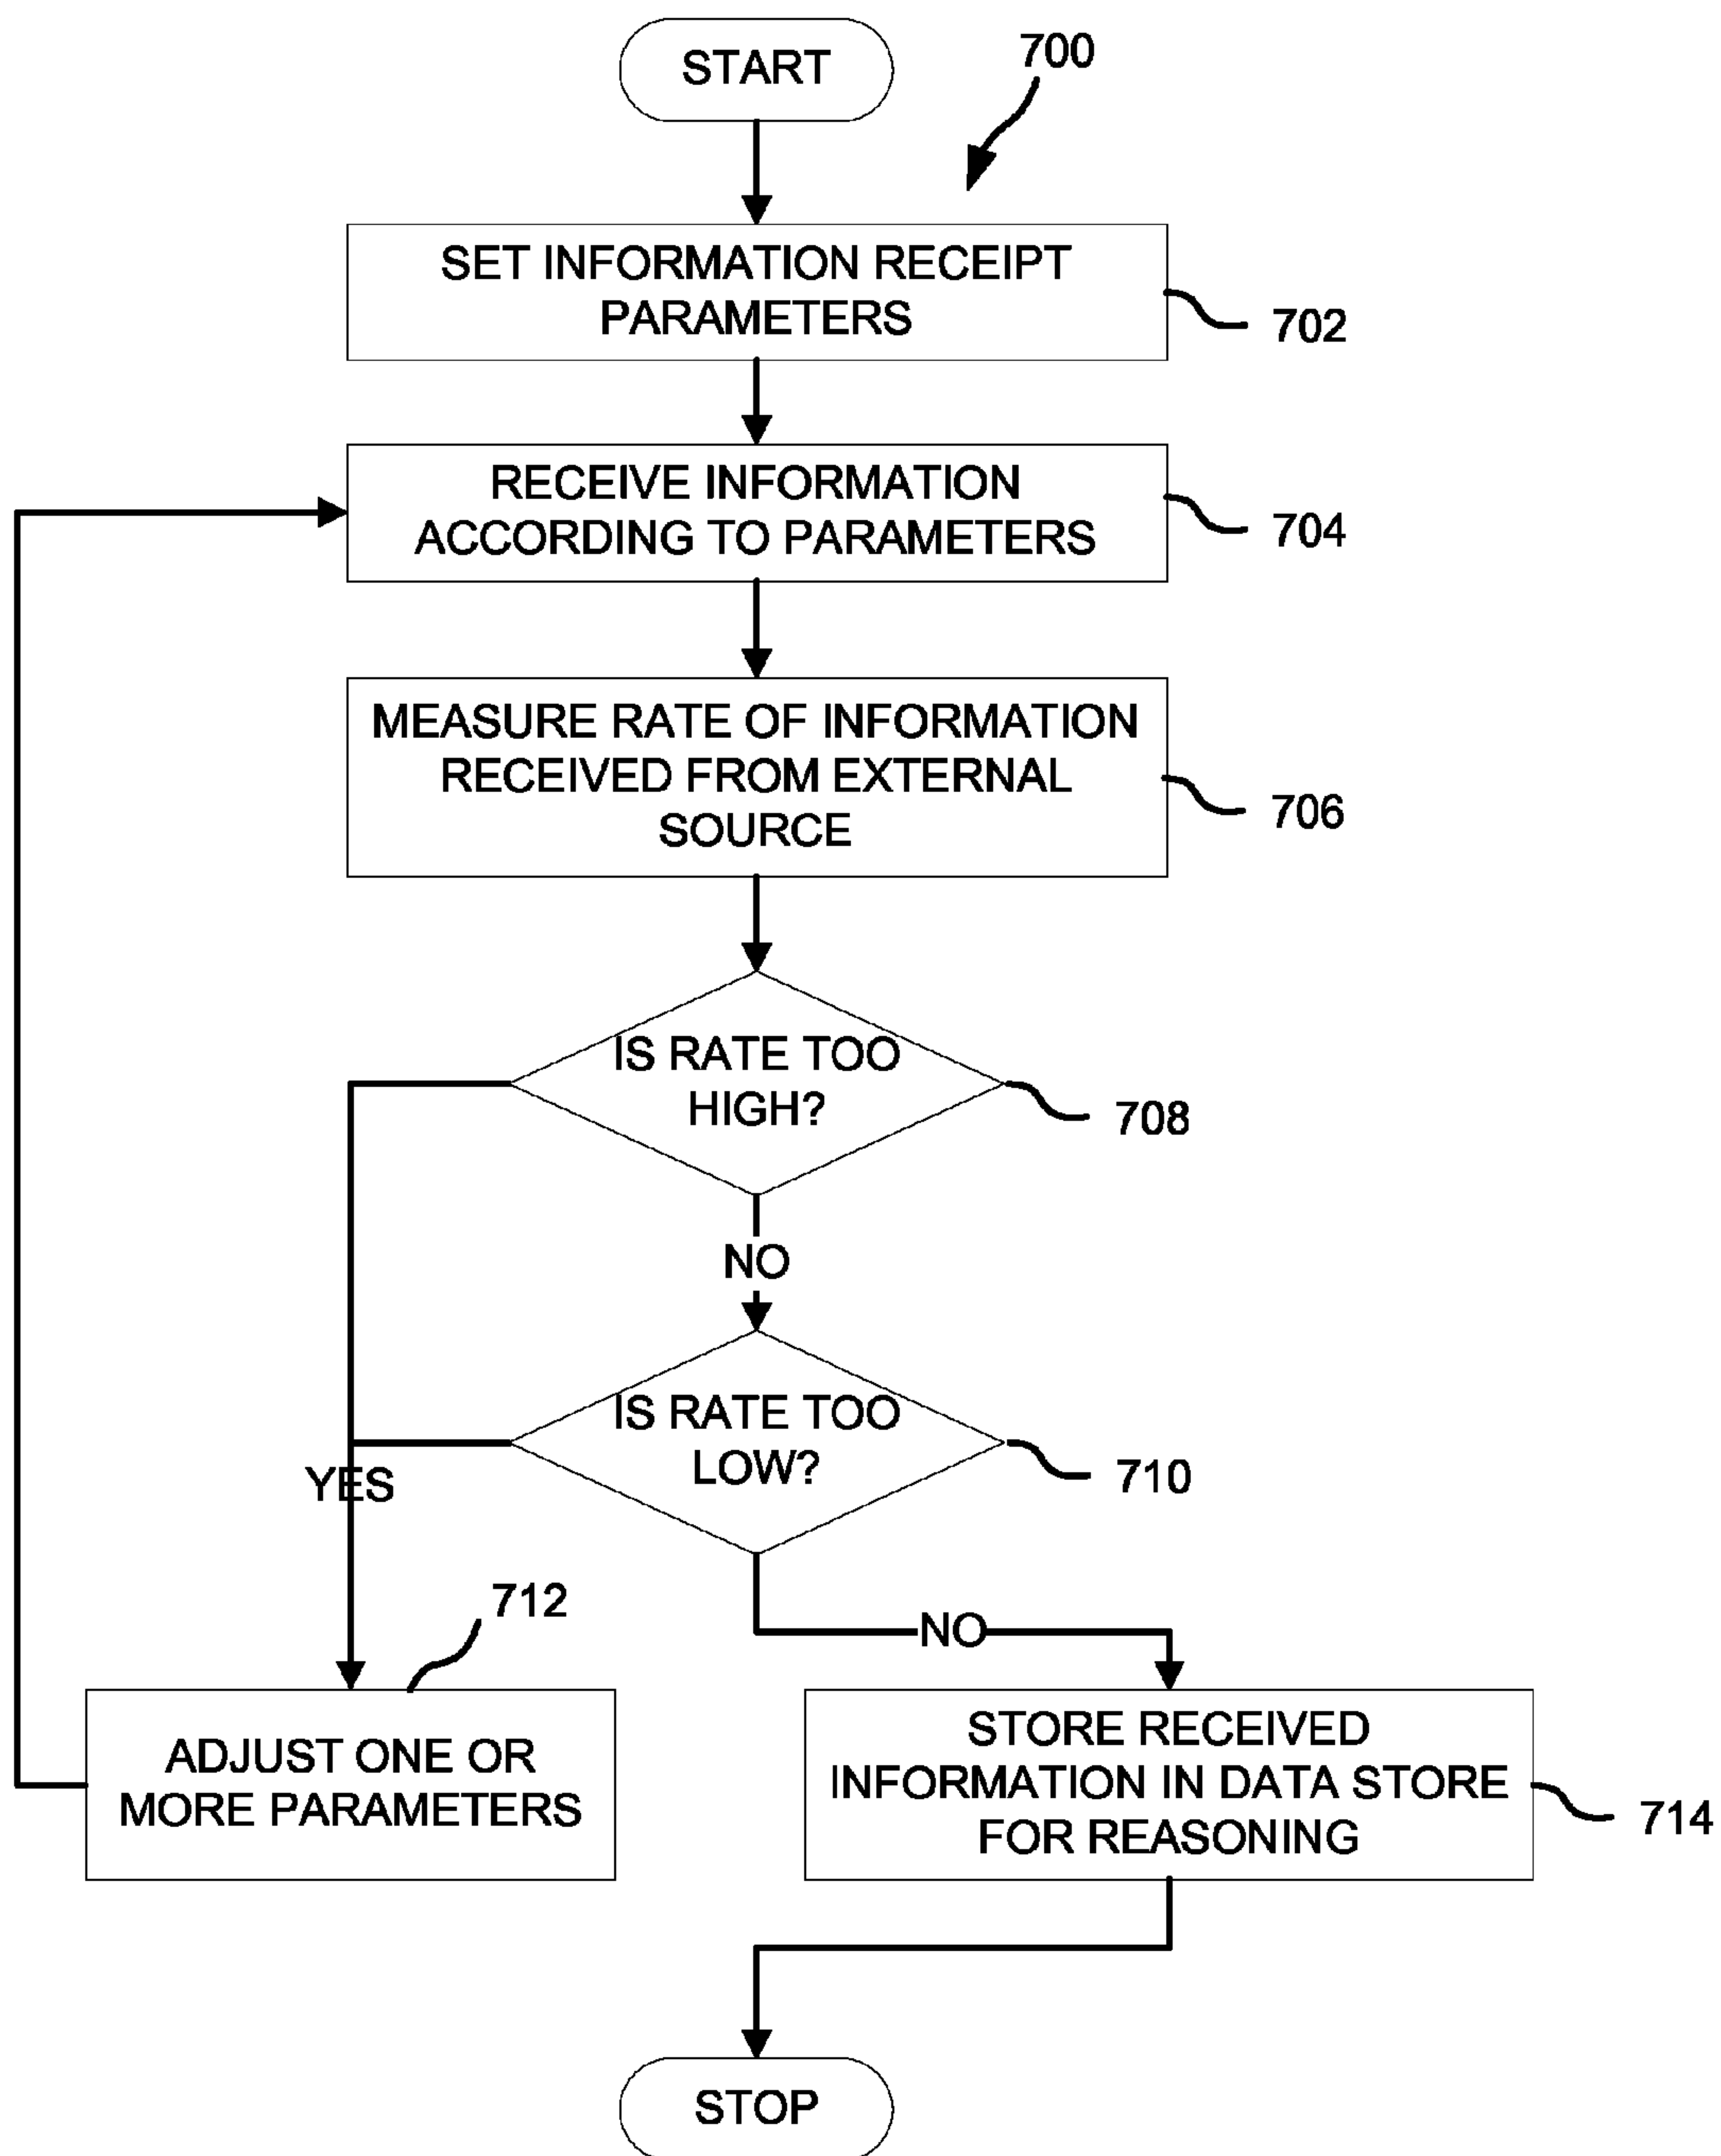 START
700
SET INFORMATION RECEIPT
PARAMETERS
702
RECEIVE INFORMATION
ACCORDING TO PARAMETERS
704
MEASURE RATE OF INFORMATION
RECEIVED FROM EXTERNAL
SOURCE
706
IS RATE TOO
HIGH?
708
NO
IS RATE TOO
LOW?
710
YES
712
NO
ADJUST ONE OR
MORE PARAMETERS
STORE RECEIVED
INFORMATION IN DATA STORE
FOR REASONING
714
STOP